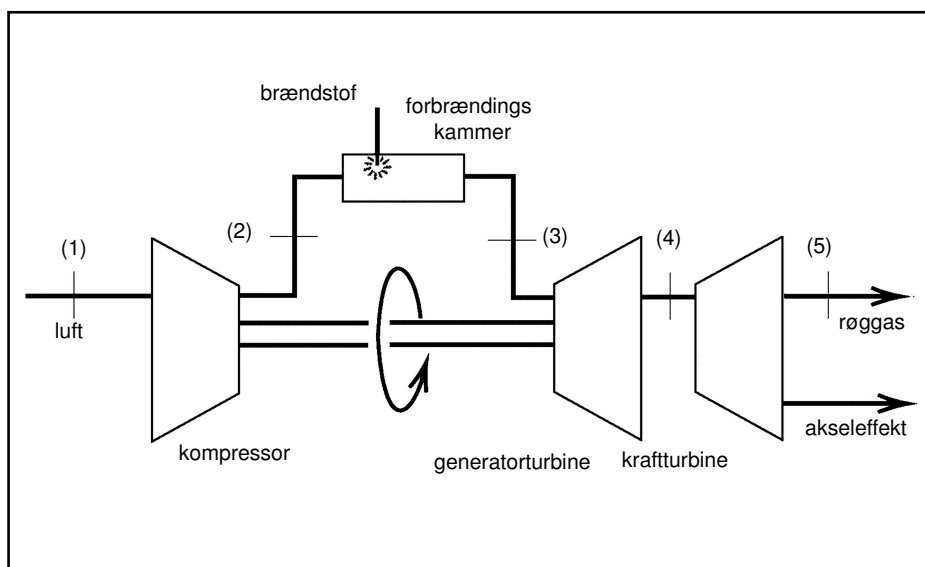 brændstof
forbrændings
kammer
(2)
(3)
(1)
(4)
(5)
luft
røggas
akseleffekt
kompressor
generatorturbine
kraftturbine